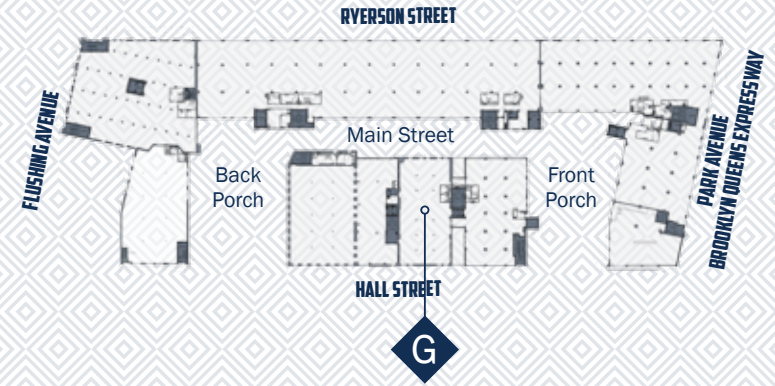 RYERSON STREET
FLUSHING AVENUE
Main Street
Back
Porch
Front
Porch
PARK AVENUE
BROOKLYN QUEENS EXPRESSWAY
HALL STREET
G